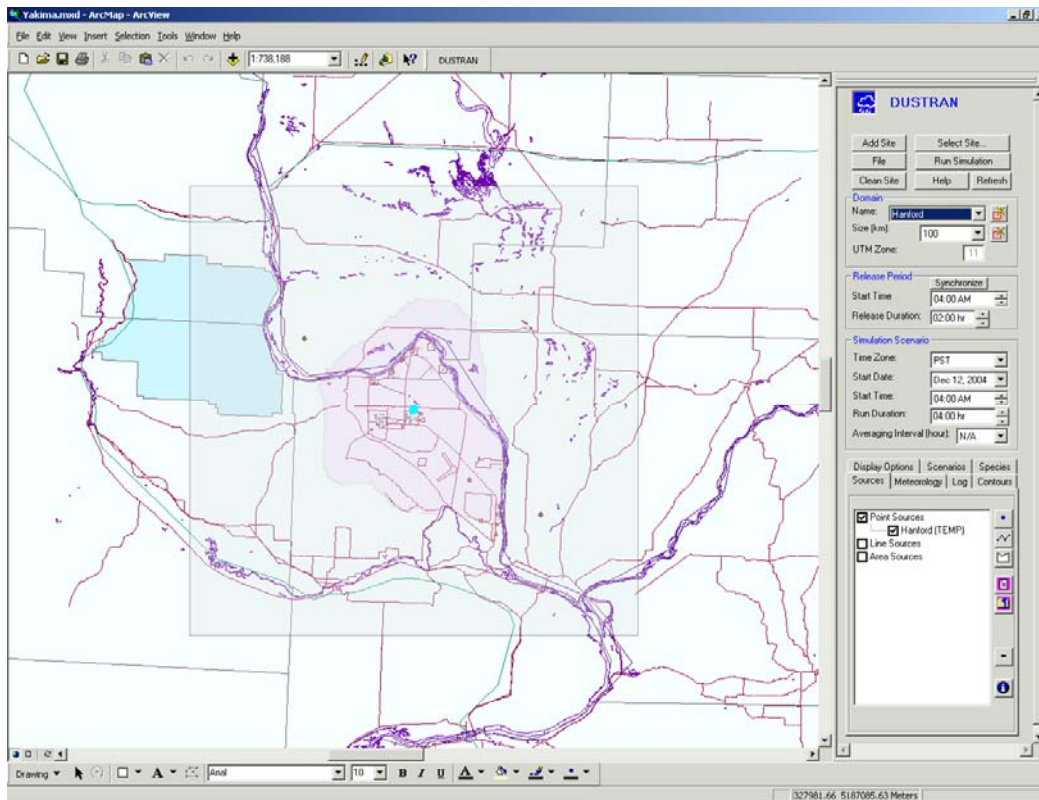 Yakima.mxd - ArcMap - ArcView
File Edit View Insert Selection Tools Window Help
1:738,188 DUSTRAN
DUSTRAN
Add Site Select Site...
File Run Simulation
Clean Site Help Refresh
Domain
Name: Hanford
Size (km): 100
UTM Zone: 11
Release Period Synchronize
Start Time 04:00 AM
Release Duration: 02:00 hr
Simulation Scenario
Time Zone: PST
Start Date: Dec 12, 2004
Start Time: 04:00 AM
Run Duration: 04:00 hr
Averaging Interval (hour): N/A
Display Options Scenarios Species
Sources Meteorology Log Contours
Point Sources
Hanford (TEMP)
Line Sources
Area Sources
Drawing A Arial 10 B I U A
327981.66 5187085.63 Meters